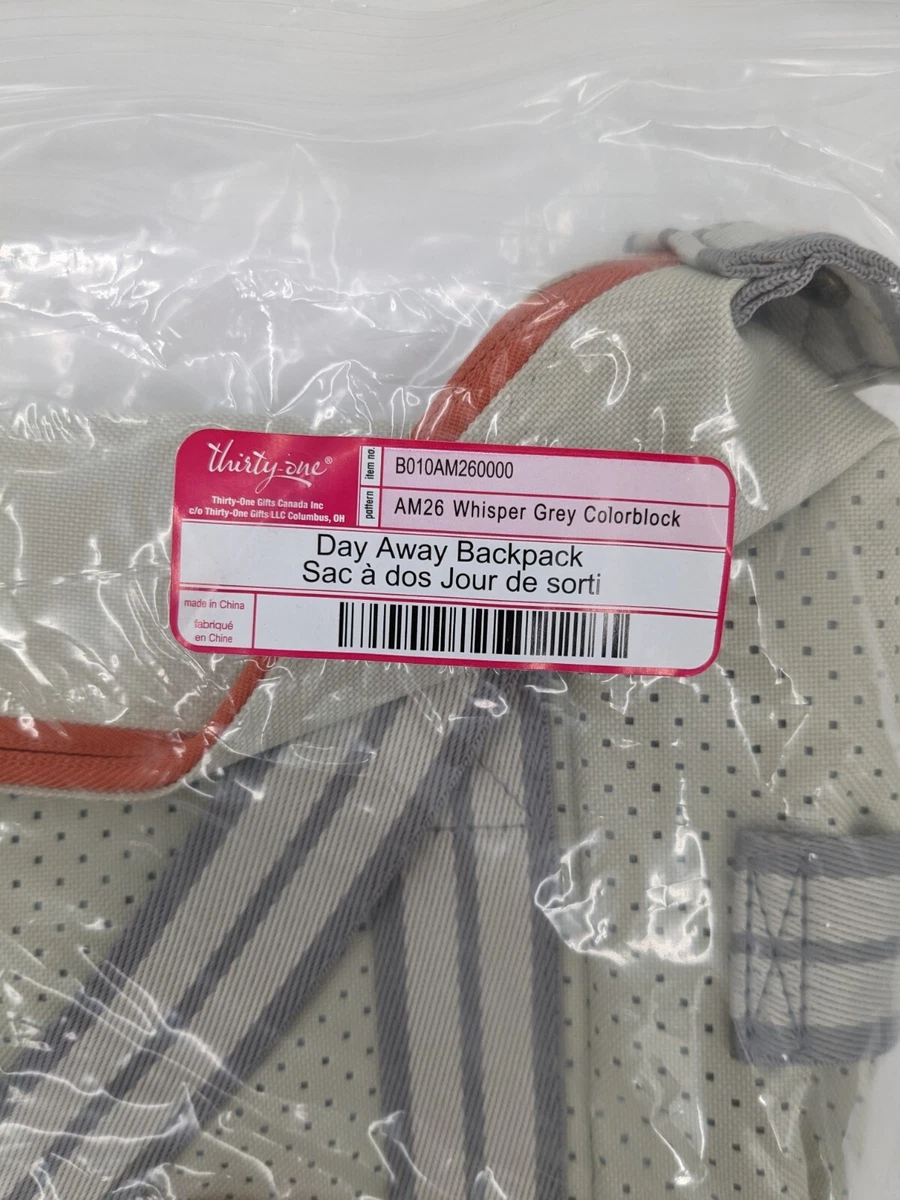 thirty-one®
Thirty-One Gifts Canada Inc
c/o Thirty-One Gifts LLC Columbus, OH
item no.
B010AM260000
pattern
AM26 Whisper Grey Colorblock
Day Away Backpack
Sac à dos Jour de sorti
made in China
fabriqué
en Chine